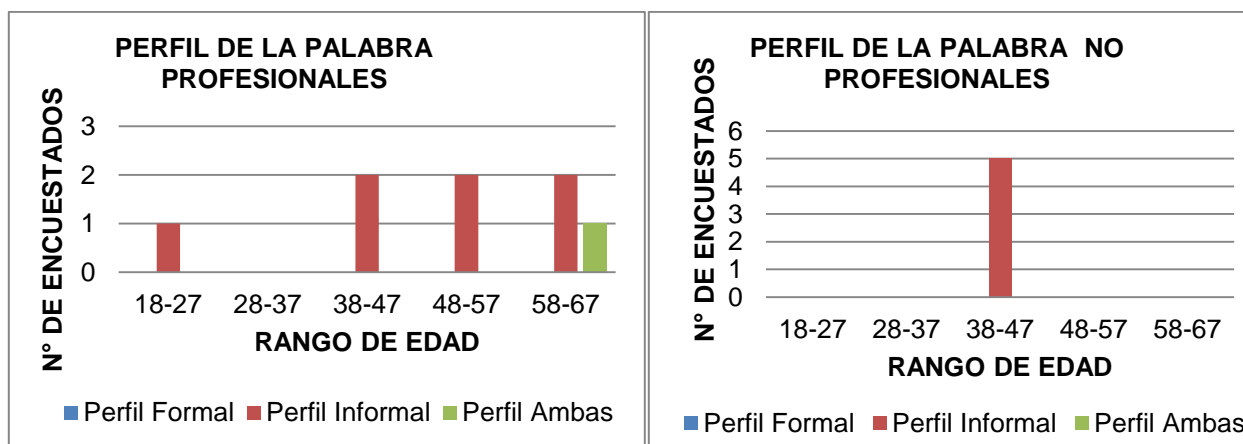 PERFIL DE LA PALABRA
PROFESIONALES
N° DE ENCUESTADOS
3
2
1
0
18-27 28-37 38-47 48-57 58-67
RANGO DE EDAD
Perfil Formal Perfil Informal Perfil Ambas
PERFIL DE LA PALABRA NO
PROFESIONALES
N° DE ENCUESTADOS
6
5
4
3
2
1
0
18-27 28-37 38-47 48-57 58-67
RANGO DE EDAD
Perfil Formal Perfil Informal Perfil Ambas